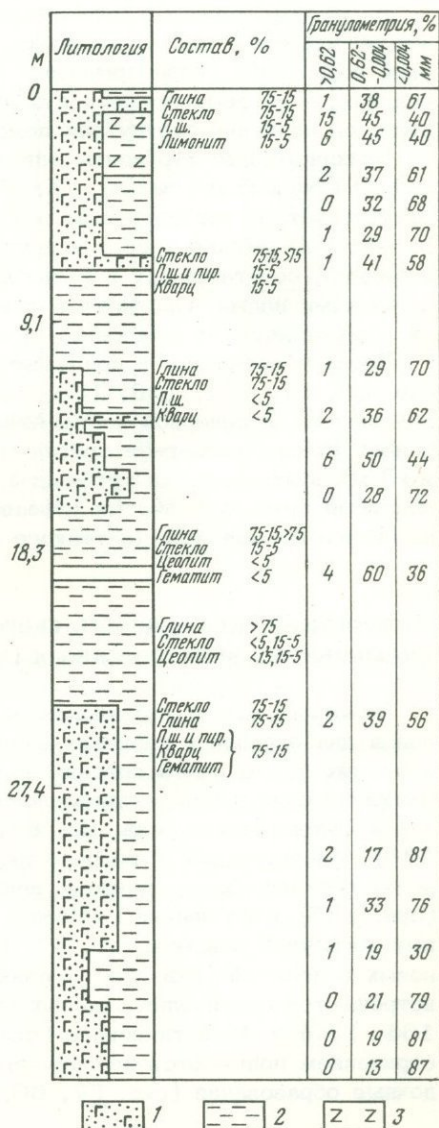 м Литология Состав, % Гранулометрия, %
>0,62 0,62-0,004 <0,004 мм
0
Глина 75-15 1 38 61
Стекло 75-15 15 45 40
П.ш. 15-5 6 45 40
Лимонит 15-5
2 37 61
0 32 68
1 29 70
Стекло 75-15,>75 1 41 58
П.ш и пир. 15-5
Кварц 15-5
9,1
Глина 75-15 1 29 70
Стекло 75-15
П.ш. <5
Кварц <5 2 36 62
6 50 44
0 28 72
Глина 75-15,>75
18,3 Стекло 15-5
Цеолит <5
Гематит <5 4 60 36
Глина >75
Стекло <5,15-5
Цеолит <15,15-5
Стекло 75-15
Глина 75-15 2 39 56
П.ш. и пир.
Кварц 75-15
Гематит
27,4
2 17 81
1 33 76
1 19 30
0 21 79
0 19 81
0 13 87
1 2 z z 3